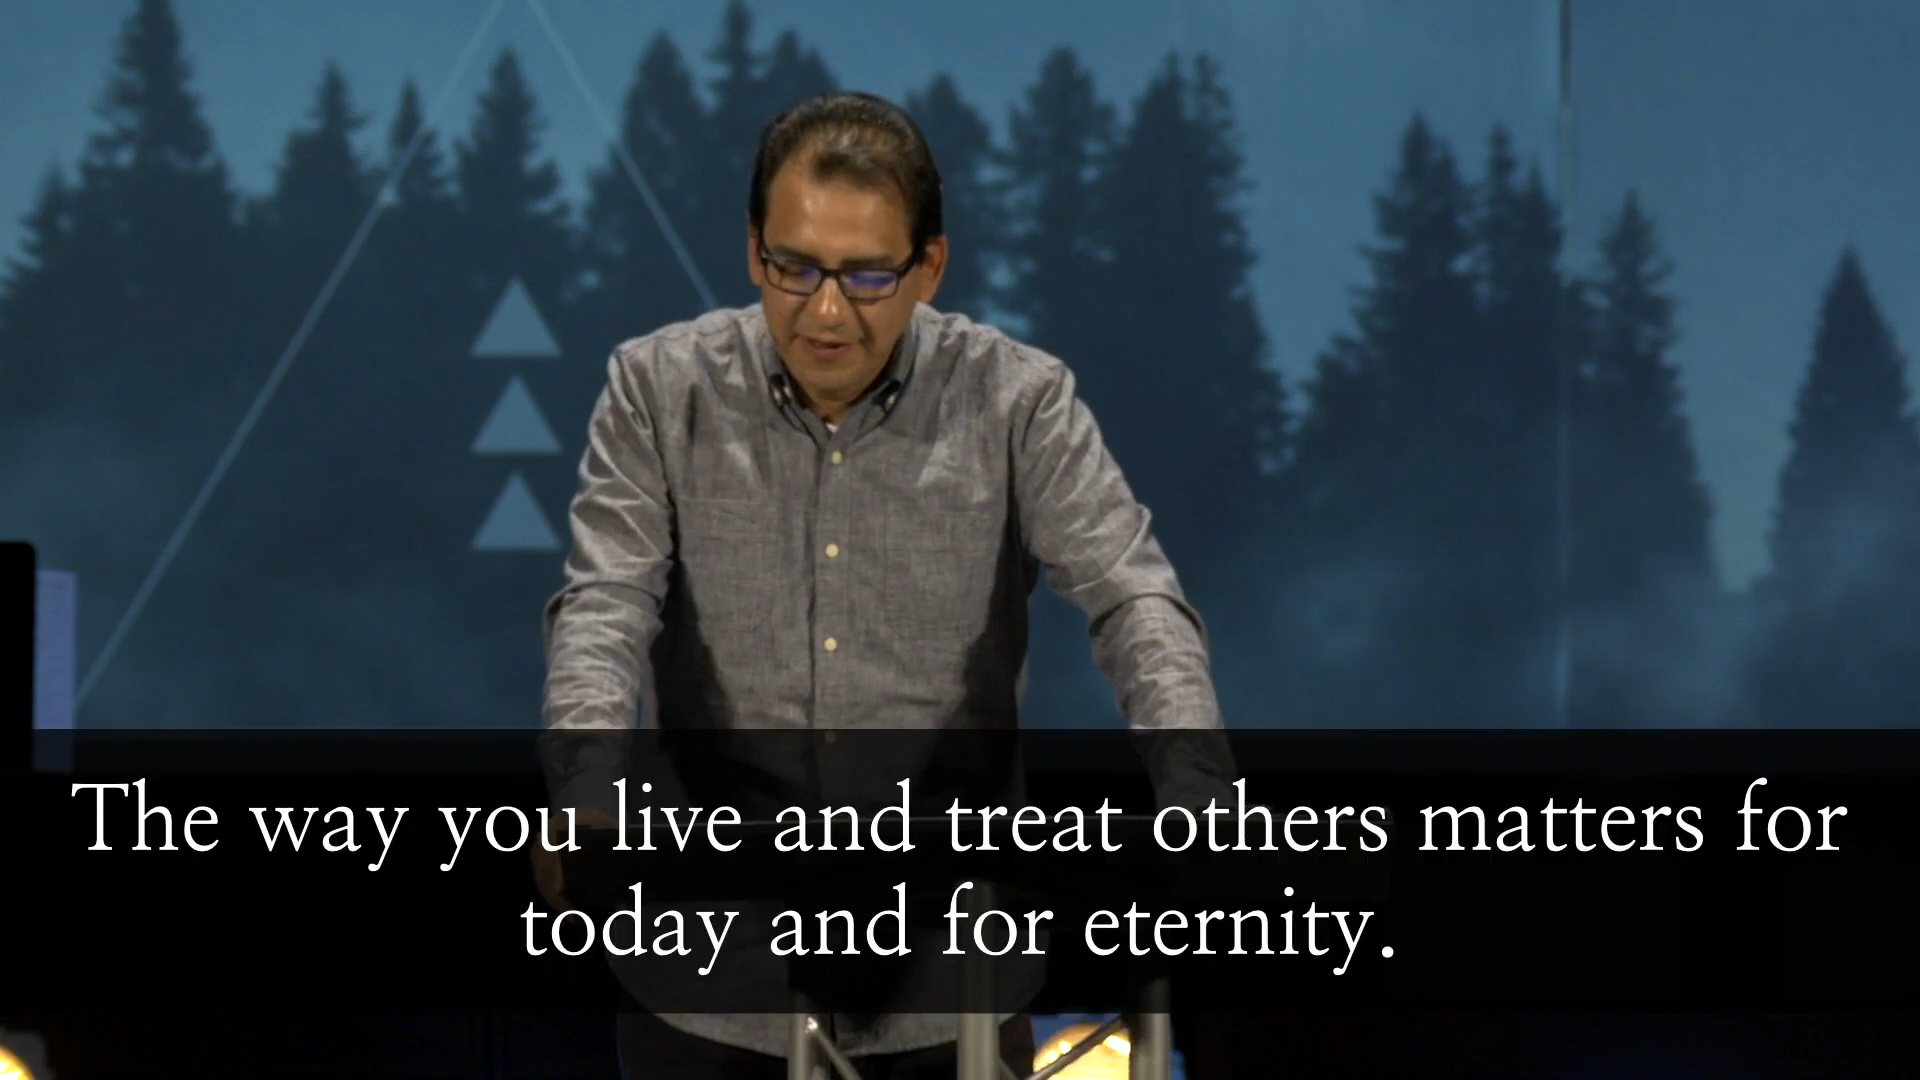 The way you live and treat others matters for
today and for eternity.